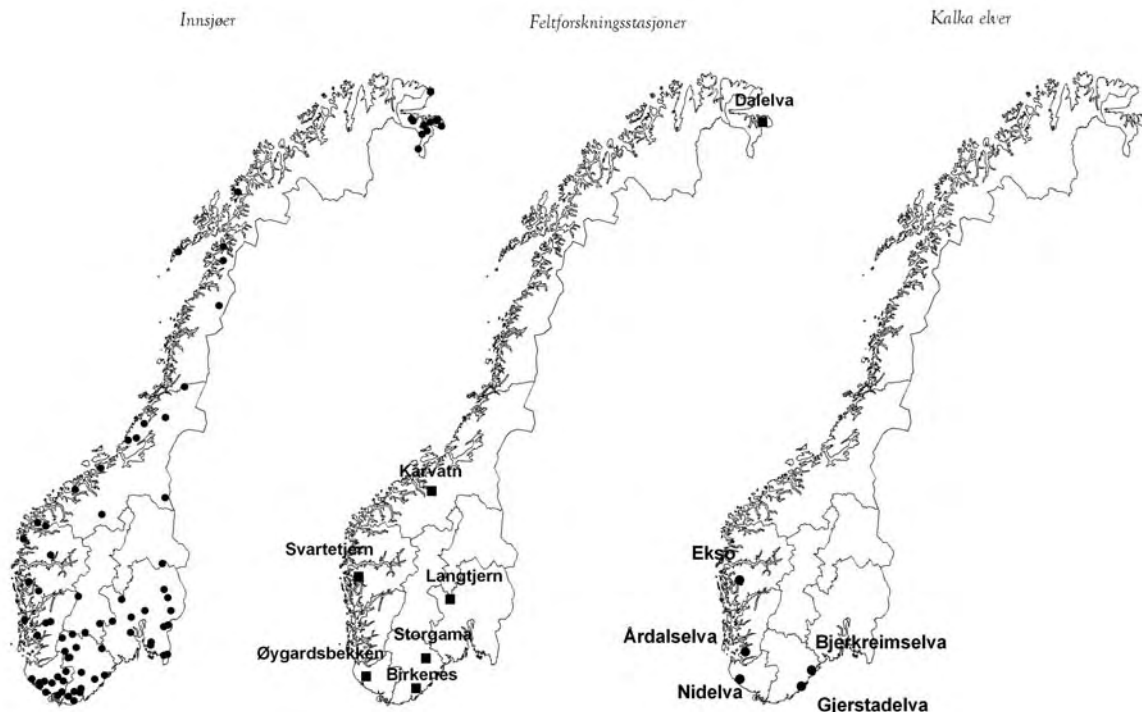 Innsjøer
Feltforskningsstasjoner
Kalka elver
Dalelva
Kårvatn
Svartetjern
Langtjern
Storgama
Øygardsbekken
Birkenes
Ekso
Årdalselva
Bjerkreimselva
Nidelva
Gjerstadelva